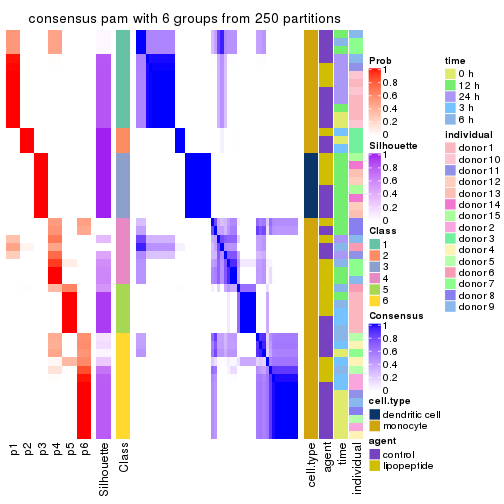 consensus pam with 6 groups from 250 partitions
Prob
1
0.8
0.6
0.4
0.2
0
Silhouette
1
0.8
0.6
0.4
0.2
0
Class
1
2
3
4
5
6
Consensus
1
0.8
0.6
0.4
0.2
0
cell.type
dendritic cell
monocyte
agent
control
lipopeptide
time
0 h
12 h
24 h
3 h
6 h
individual
donor 1
donor 10
donor 11
donor 12
donor 13
donor 14
donor 15
donor 2
donor 3
donor 4
donor 5
donor 6
donor 7
donor 8
donor 9
p1
p2
p3
p4
p5
p6
Silhouette
Class
cell.type
agent
time
individual